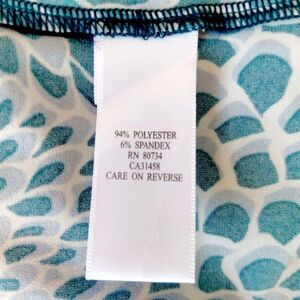 94% POLYESTER
6% SPANDEX
RN 80734
CA31458
CARE ON REVERSE